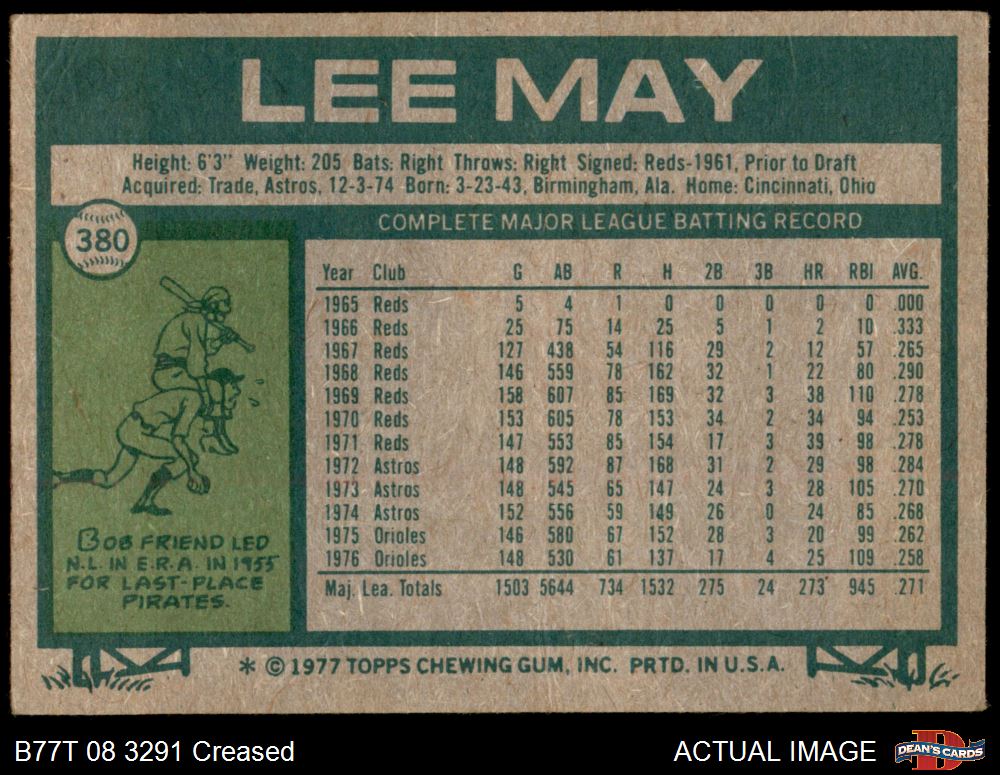 LEE MAY
Height: 6'3" Weight: 205 Bats: Right Throws: Right Signed: Reds-1961, Prior to Draft
Acquired: Trade, Astros, 12-3-74 Born: 3-23-43, Birmingham, Ala. Home: Cincinnati, Ohio
380
COMPLETE MAJOR LEAGUE BATTING RECORD
Year Club G AB R H 2B 3B HR RBI AVG.
1965 Reds 5 4 1 0 0 0 0 0 .000
1966 Reds 25 75 14 25 5 1 2 10 .333
1967 Reds 127 438 54 116 29 2 12 57 .265
1968 Reds 146 559 78 162 32 1 22 80 .290
1969 Reds 158 607 85 169 32 3 38 110 .278
1970 Reds 153 605 78 153 34 2 34 94 .253
1971 Reds 147 553 85 154 17 3 39 98 .278
1972 Astros 148 592 87 168 31 2 29 98 .284
1973 Astros 148 545 65 147 24 3 28 105 .270
1974 Astros 152 556 59 149 26 0 24 85 .268
1975 Orioles 146 580 67 152 28 3 20 99 .262
1976 Orioles 148 530 61 137 17 4 25 109 .258
Maj. Lea. Totals 1503 5644 734 1532 275 24 273 945 .271
BOB FRIEND LED
N.L. IN E.R.A. IN 1955
FOR LAST-PLACE
PIRATES.
* © 1977 TOPPS CHEWING GUM, INC. PRTD. IN U.S.A.
B77T 08 3291 Creased
ACTUAL IMAGE
D
DEAN'S CARDS